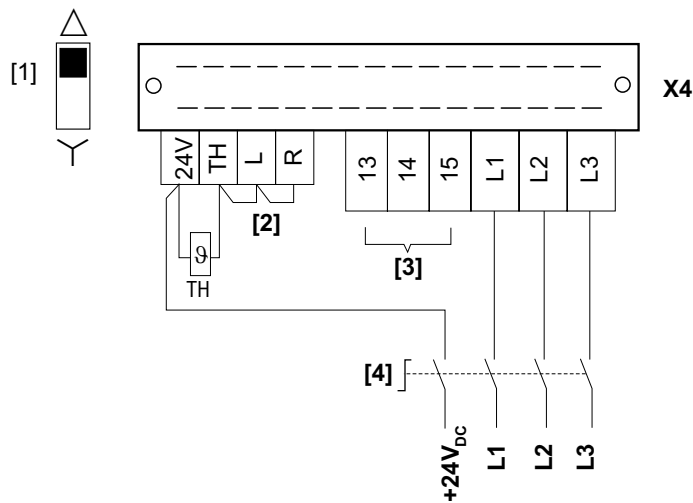 [1]
X4
24V TH L R 13 14 15 L1 L2 L3
[2]
[3]
ϑ
TH
[4]
+24VDC L1 L2 L3